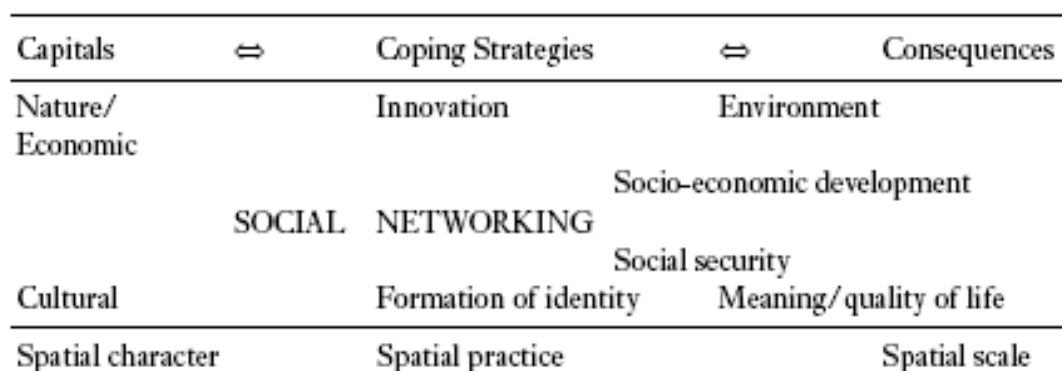 Capitals ⇔ Coping Strategies ⇔ Consequences
Nature/ Innovation Environment
Economic
Socio-economic development
SOCIAL NETWORKING
Social security
Cultural Formation of identity Meaning/quality of life
Spatial character Spatial practice Spatial scale